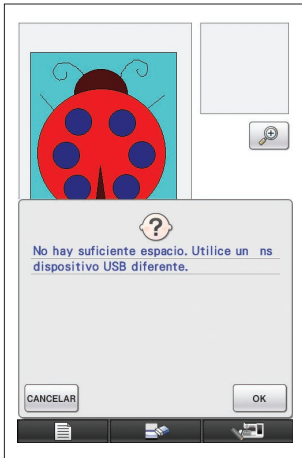 No hay suficiente espacio. Utilice un ns
dispositivo USB diferente.
CANCELAR
OK